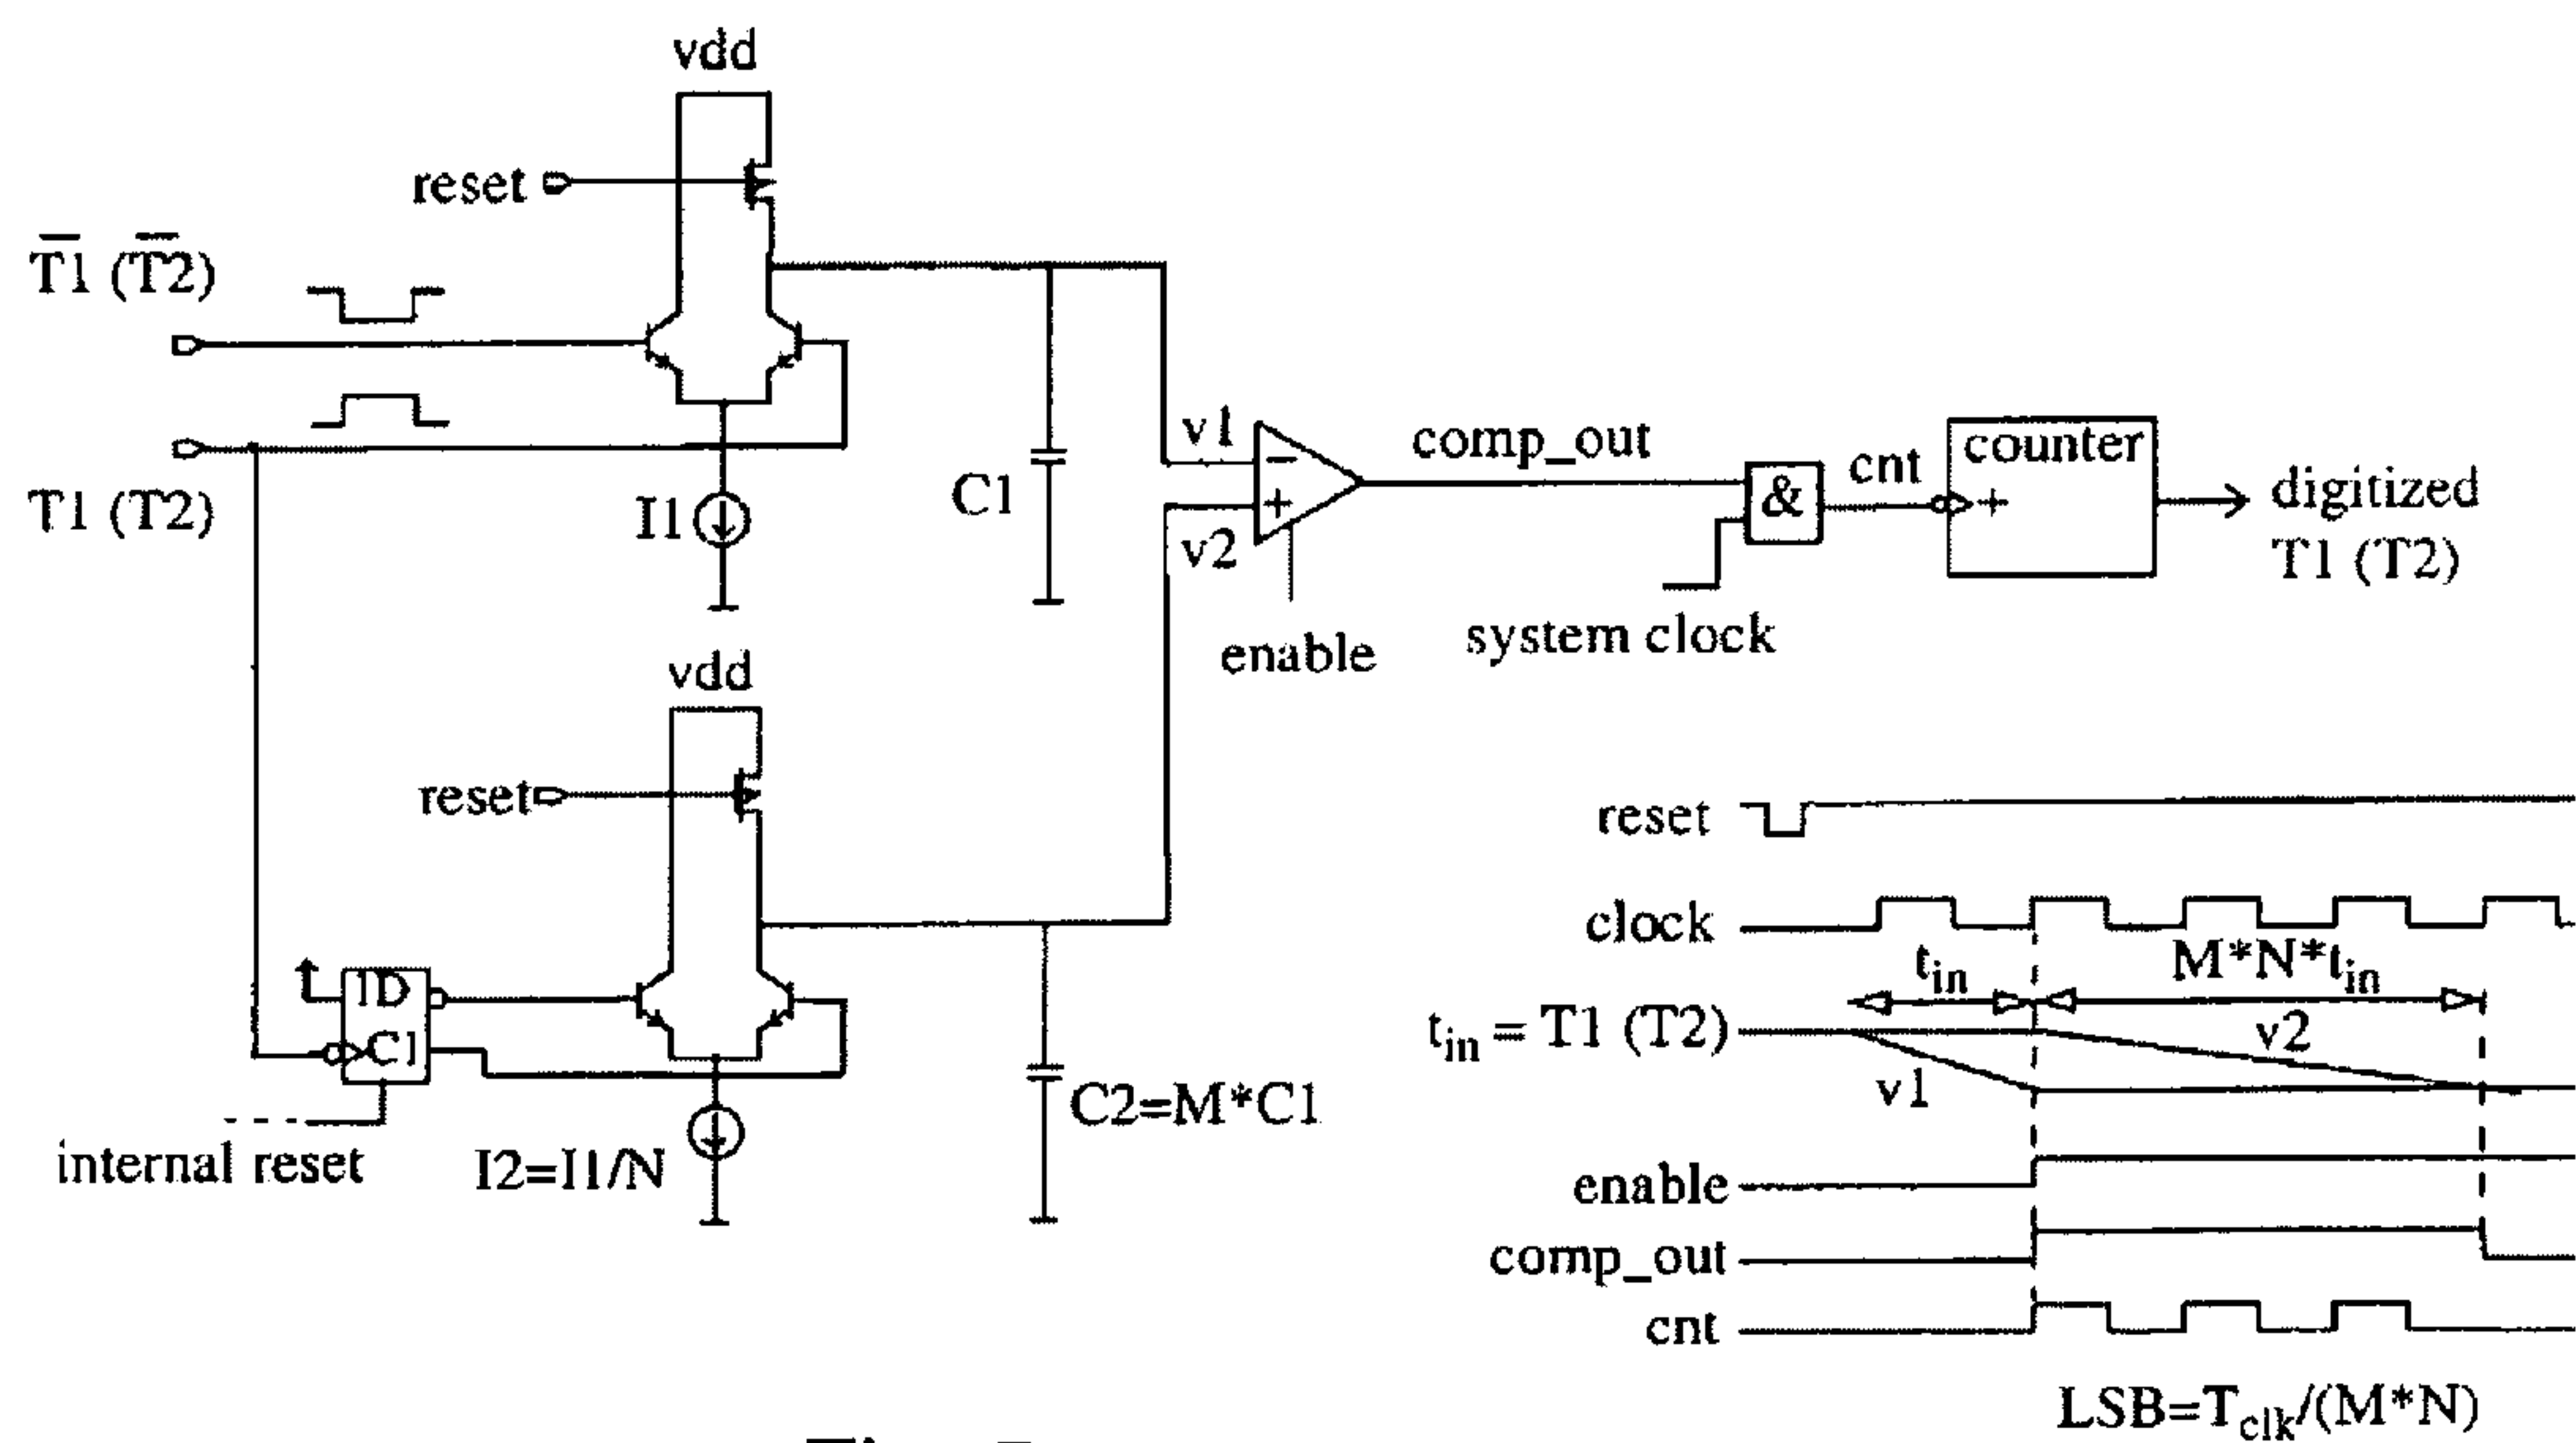 vdd
reset
T̅1̅ (T̅2̅)
T1 (T2)
I1
C1
v1
−
+
v2
enable
comp_out
&
system clock
cnt
counter
+
digitized
T1 (T2)
vdd
reset
1D
C1
internal reset
I2=I1/N
C2=M*C1
reset
clock
t_in
M*N*t_in
t_in = T1 (T2)
v2
v1
enable
comp_out
cnt
LSB=T_clk/(M*N)